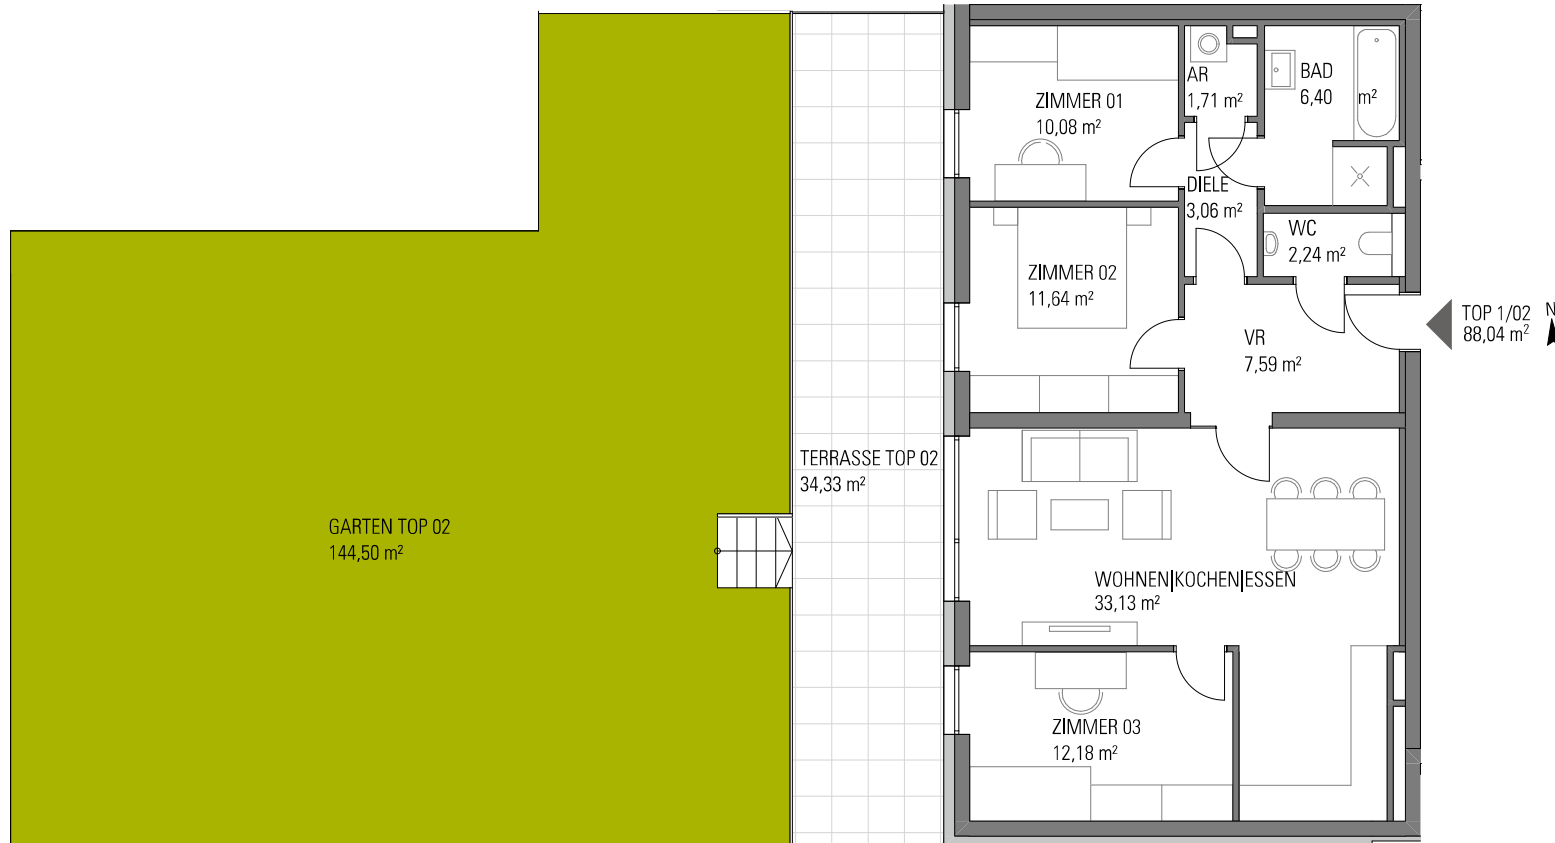 ZIMMER 01
10,08 m²
AR
1,71 m²
BAD
6,40 m²
DIELE
3,06 m²
WC
2,24 m²
ZIMMER 02
11,64 m²
VR
7,59 m²
TOP 1/02
88,04 m²
N
TERRASSE TOP 02
34,33 m²
GARTEN TOP 02
144,50 m²
WOHNEN|KOCHEN|ESSEN
33,13 m²
ZIMMER 03
12,18 m²